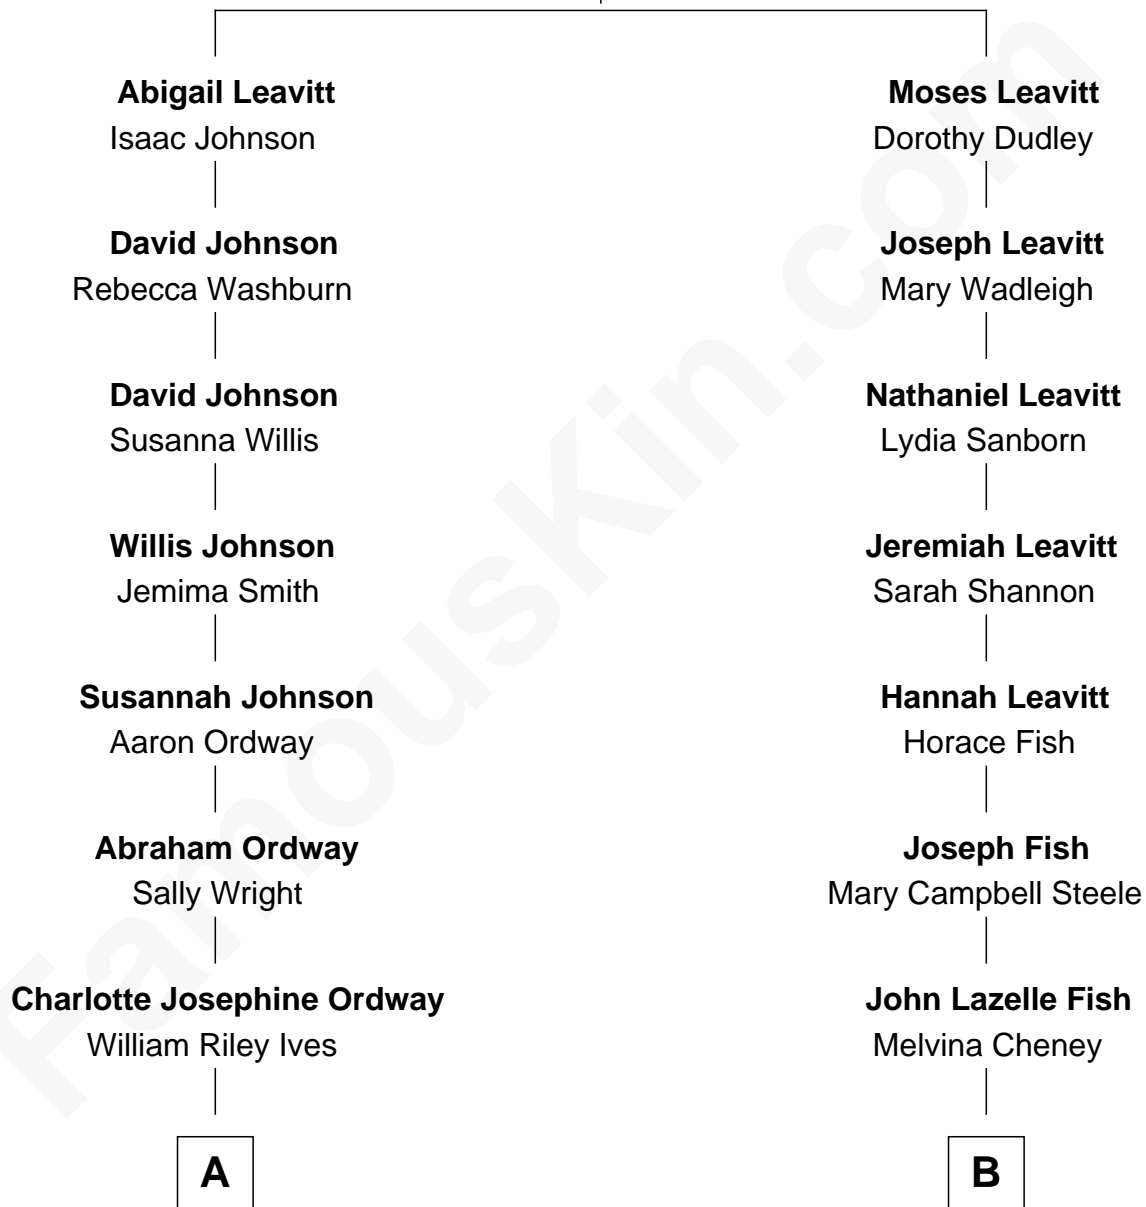 Abigail Leavitt
Isaac Johnson
David Johnson
Rebecca Washburn
David Johnson
Susanna Willis
Willis Johnson
Jemima Smith
Susannah Johnson
Aaron Ordway
Abraham Ordway
Sally Wright
Charlotte Josephine Ordway
William Riley Ives
A
Moses Leavitt
Dorothy Dudley
Joseph Leavitt
Mary Wadleigh
Nathaniel Leavitt
Lydia Sanborn
Jeremiah Leavitt
Sarah Shannon
Hannah Leavitt
Horace Fish
Joseph Fish
Mary Campbell Steele
John Lazelle Fish
Melvina Cheney
B
FamousKin.com